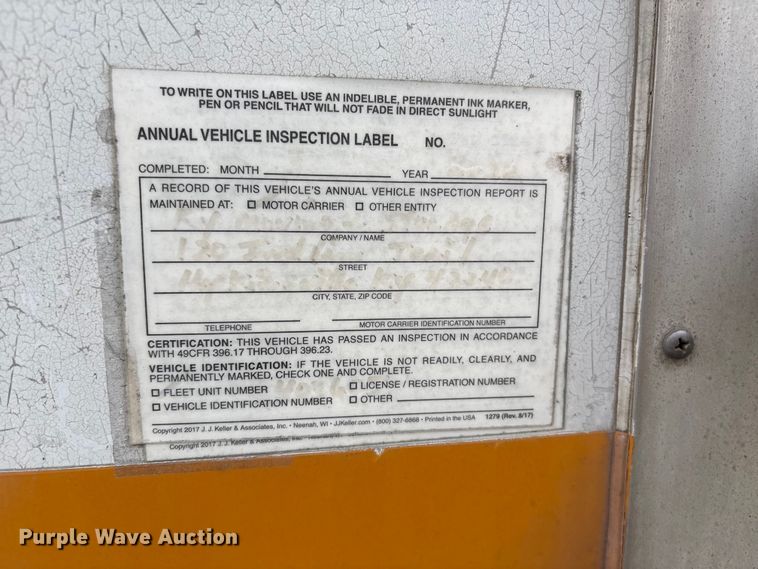 TO WRITE ON THIS LABEL USE AN INDELIBLE, PERMANENT INK MARKER,
PEN OR PENCIL THAT WILL NOT FADE IN DIRECT SUNLIGHT
ANNUAL VEHICLE INSPECTION LABEL NO.
COMPLETED: MONTH YEAR
A RECORD OF THIS VEHICLE'S ANNUAL VEHICLE INSPECTION REPORT IS
MAINTAINED AT: ☐ MOTOR CARRIER ☐ OTHER ENTITY
COMPANY / NAME
STREET
CITY, STATE, ZIP CODE
TELEPHONE MOTOR CARRIER IDENTIFICATION NUMBER
CERTIFICATION: THIS VEHICLE HAS PASSED AN INSPECTION IN ACCORDANCE
WITH 49CFR 396.17 THROUGH 396.23.
VEHICLE IDENTIFICATION: IF THE VEHICLE IS NOT READILY, CLEARLY, AND
PERMANENTLY MARKED, CHECK ONE AND COMPLETE.
☐ FLEET UNIT NUMBER ☐ LICENSE / REGISTRATION NUMBER
☐ VEHICLE IDENTIFICATION NUMBER ☐ OTHER
Copyright 2017 J. J. Keller & Associates, Inc. • Neenah, WI • JJKeller.com • (800) 327-6868 • Printed in the USA 1279 (Rev. 8/17)
Copyright 2017 J. J. Keller & Associates, Inc.
Purple Wave Auction